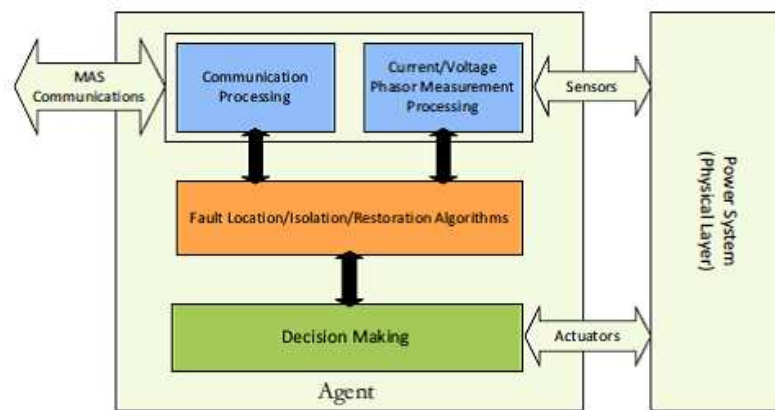 MAS
Communications
Communication
Processing
Current/Voltage
Phasor Measurement
Processing
Sensors
Fault Location/Isolation/Restoration Algorithms
Decision Making
Actuators
Agent
Power System
(Physical Layer)